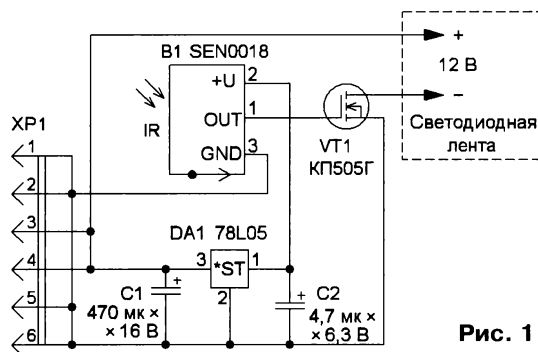 B1 SEN0018
+U
2
IR
OUT
1
GND
3
+
12 В
−
Светодиодная
лента
VT1
КП505Г
XP1
1
2
3
4
5
6
DA1 78L05
3
*ST
1
2
+
C1
470 мк ×
× 16 В
+
C2
4,7 мк ×
× 6,3 В
Рис. 1